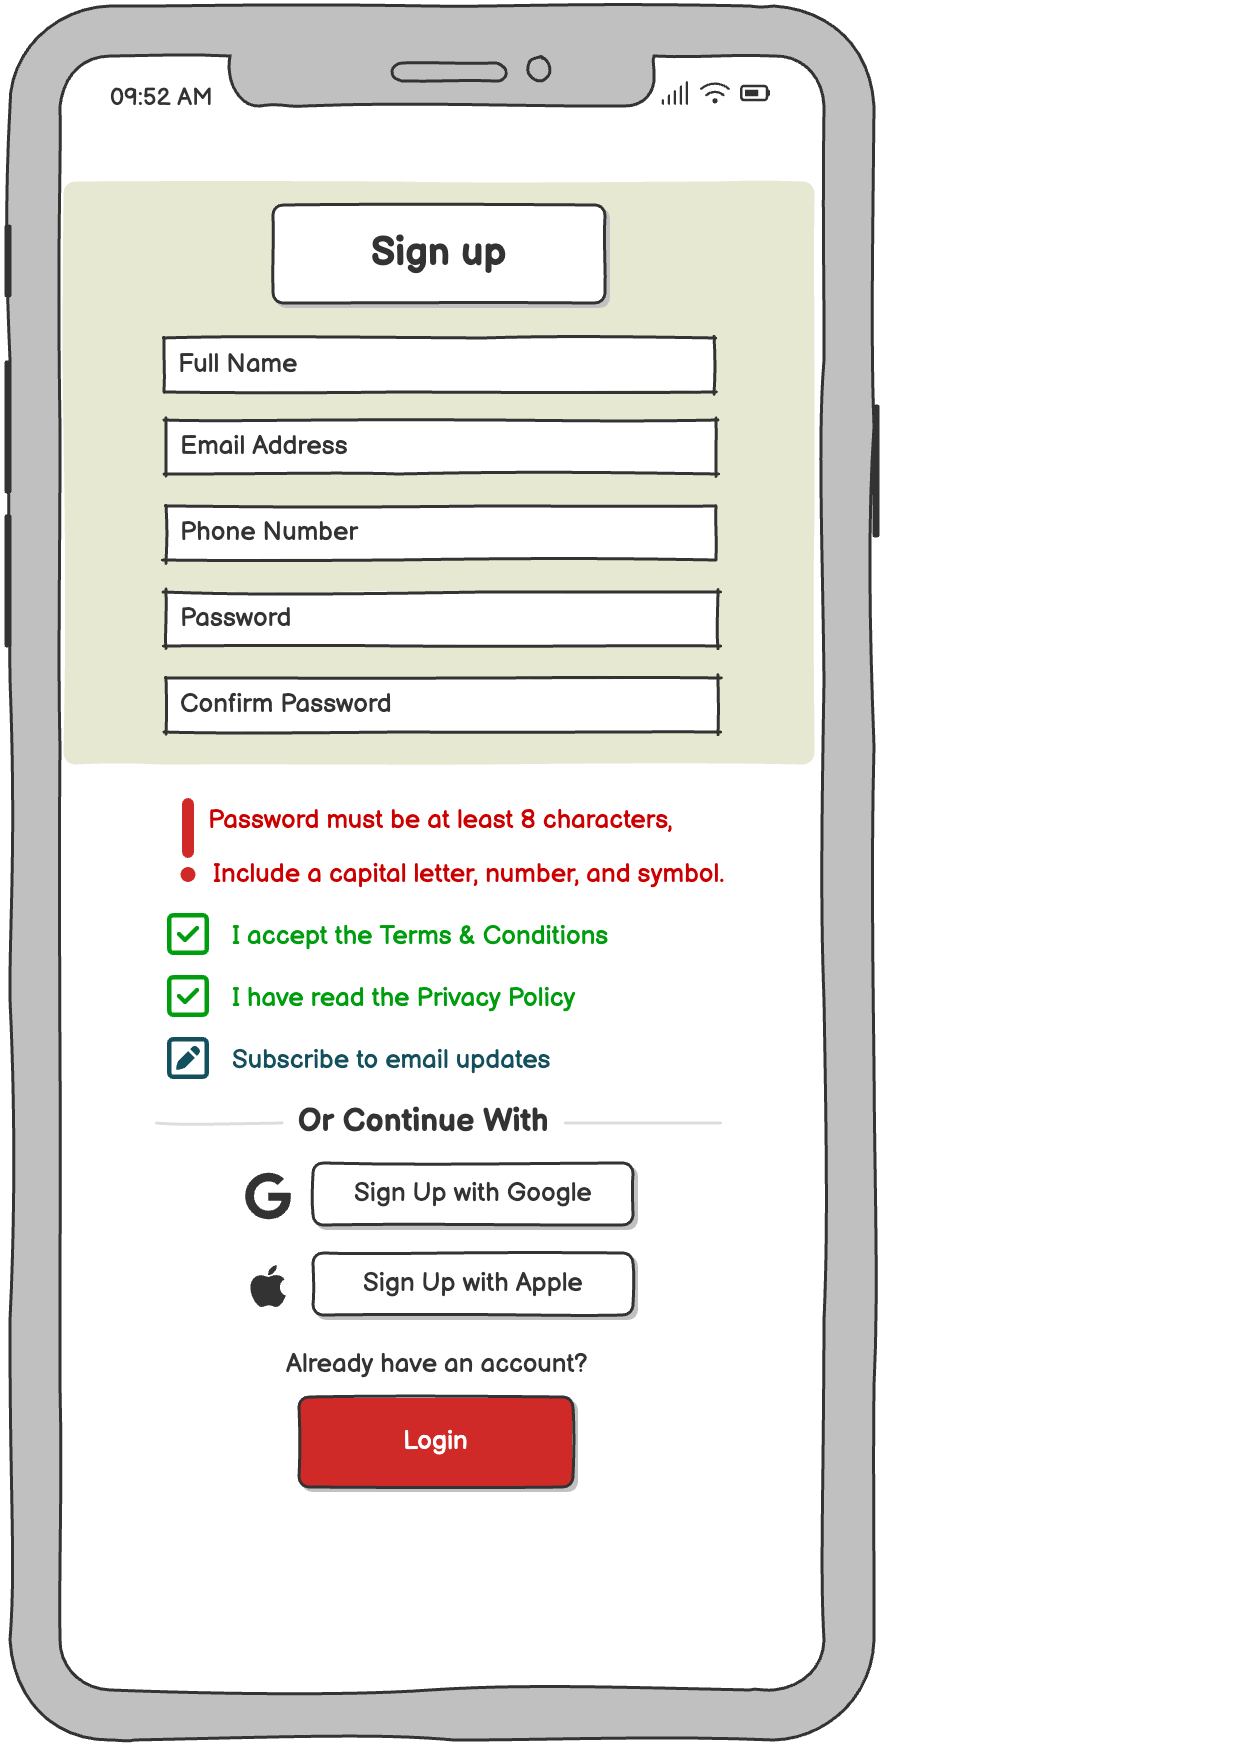 09:52 AM
Sign up
Full Name
Email Address
Phone Number
Password
Confirm Password
Password must be at least 8 characters,
Include a capital letter, number, and symbol.
I accept the Terms & Conditions
I have read the Privacy Policy
Subscribe to email updates
Or Continue With
Sign Up with Google
Sign Up with Apple
Already have an account?
Login